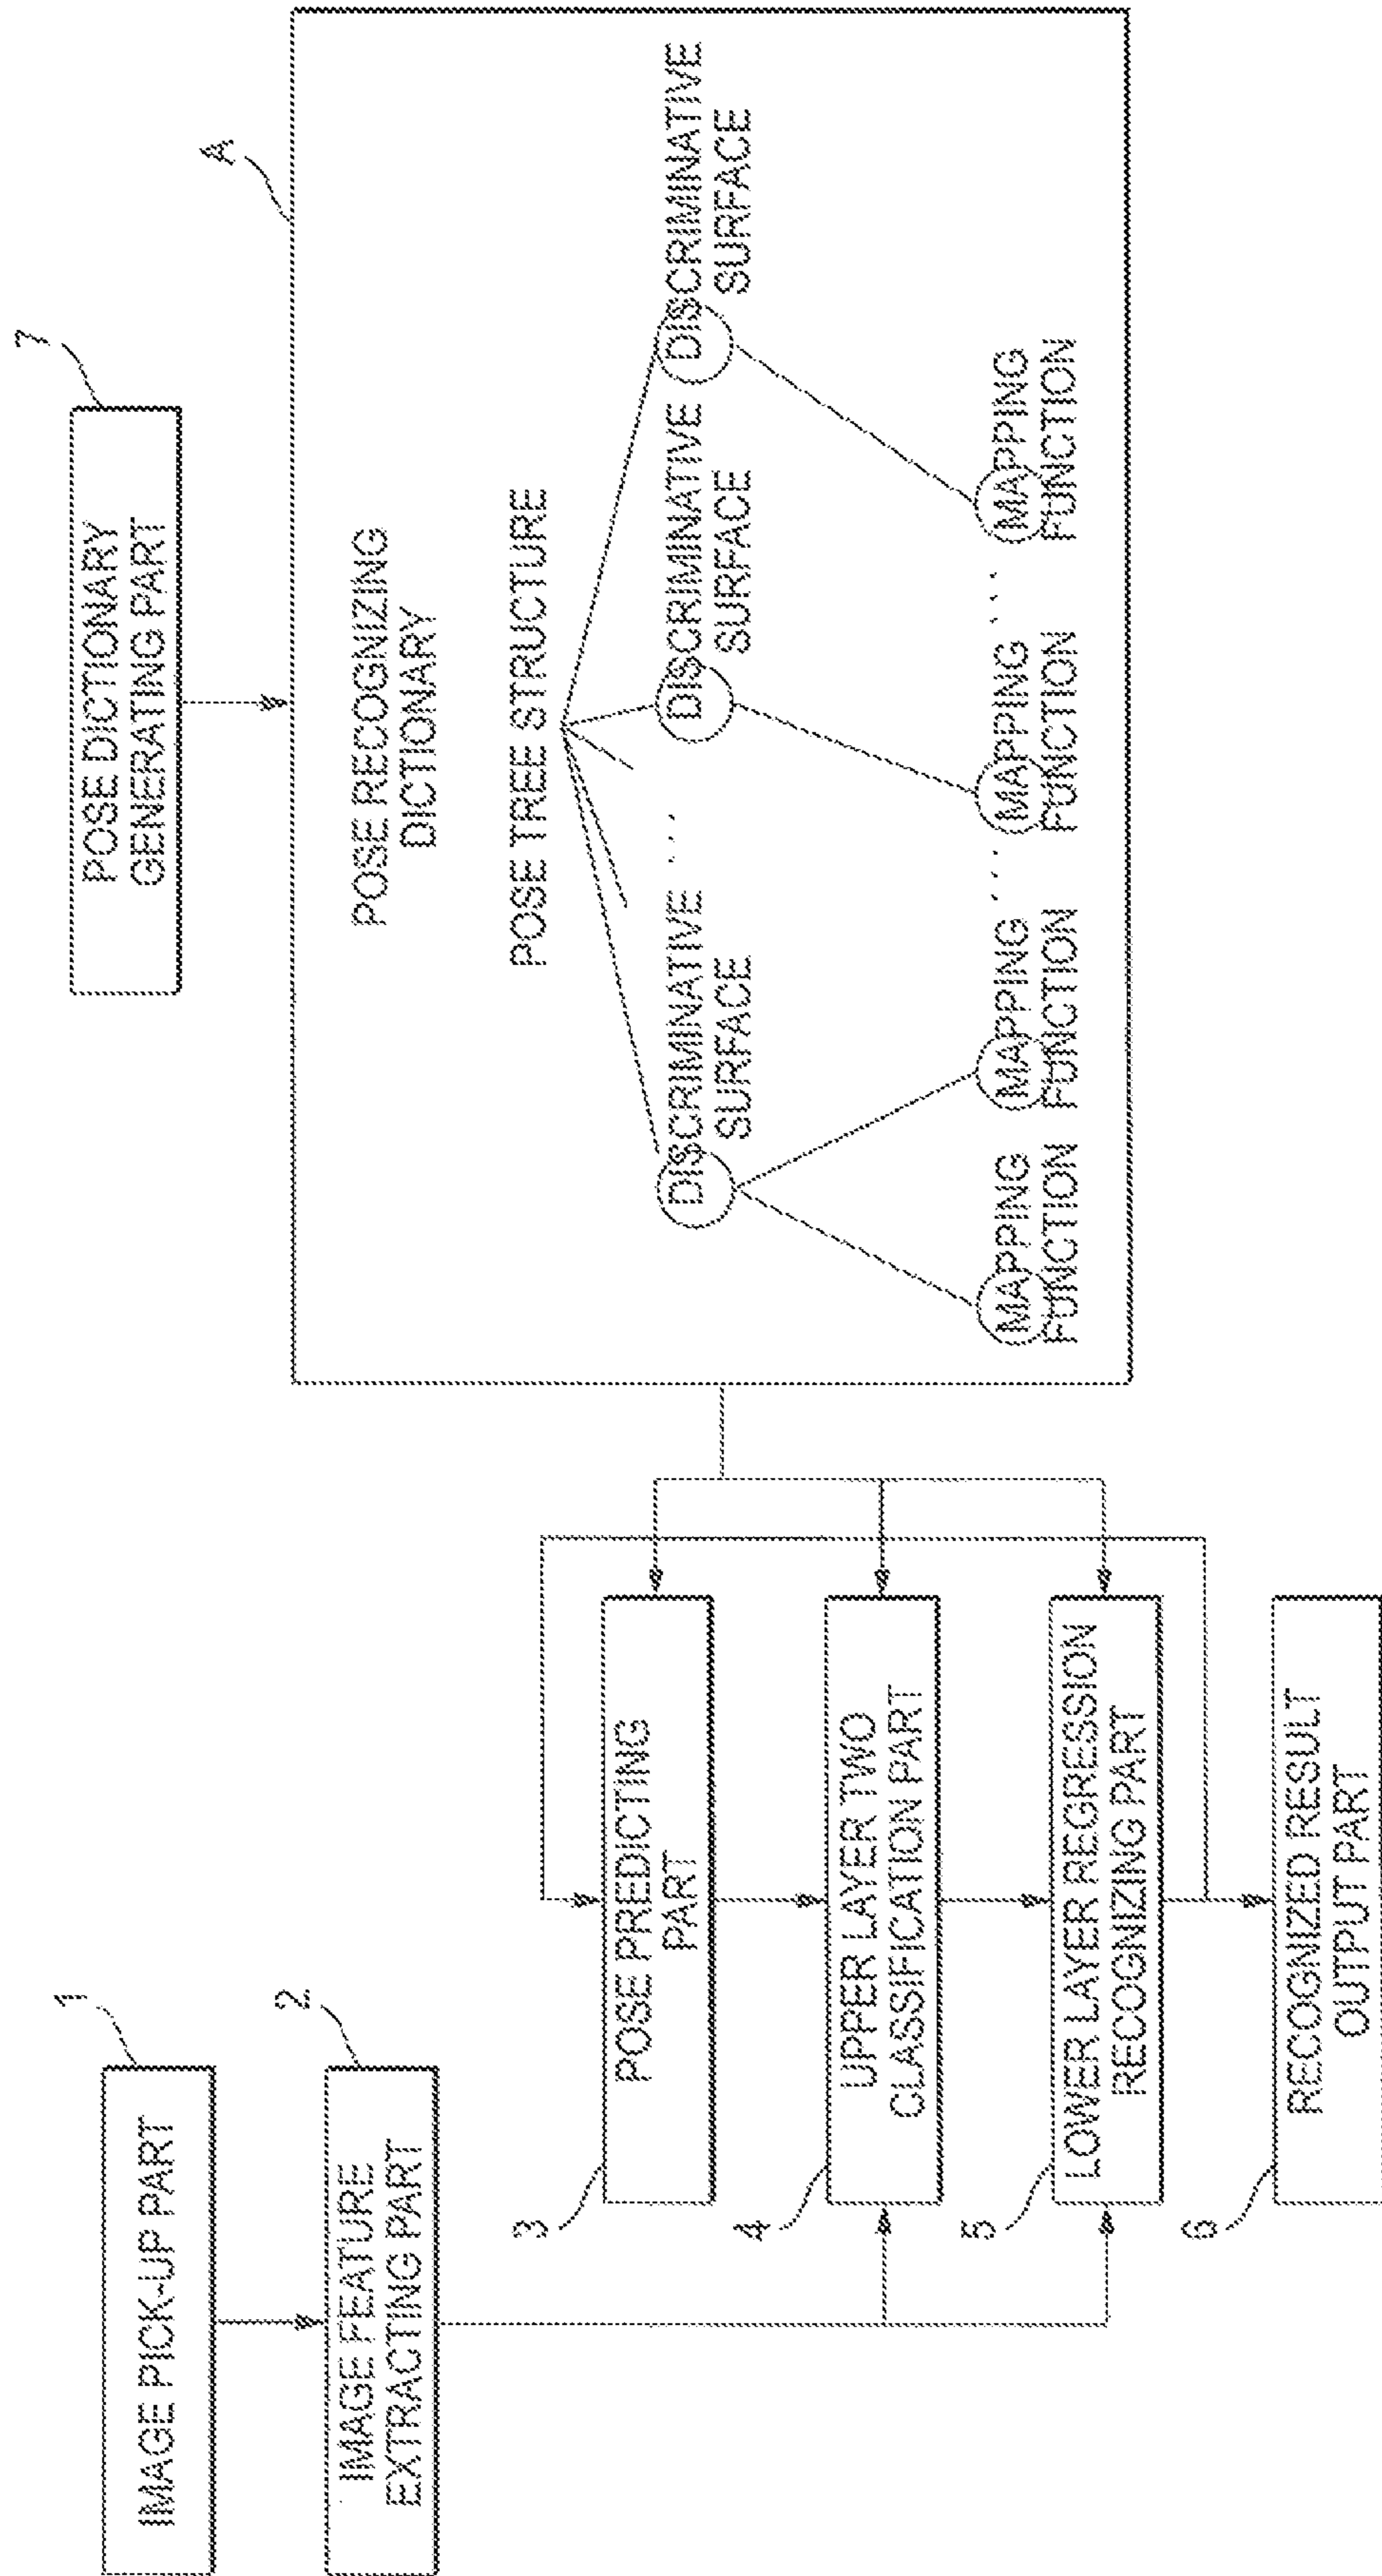 1
IMAGE PICK-UP PART
2
IMAGE FEATURE
EXTRACTING PART
3
POSE PREDICTING
PART
4
UPPER LAYER TWO
CLASSIFICATION PART
5
LOWER LAYER REGRESSION
RECOGNIZING PART
6
RECOGNIZED RESULT
OUTPUT PART
7
POSE DICTIONARY
GENERATING PART
A
POSE RECOGNIZING
DICTIONARY
POSE TREE STRUCTURE
DISCRIMINATIVE
SURFACE
...
DISCRIMINATIVE
SURFACE
DISCRIMINATIVE
SURFACE
MAPPING
FUNCTION
MAPPING
FUNCTION
...
MAPPING
FUNCTION
...
MAPPING
FUNCTION